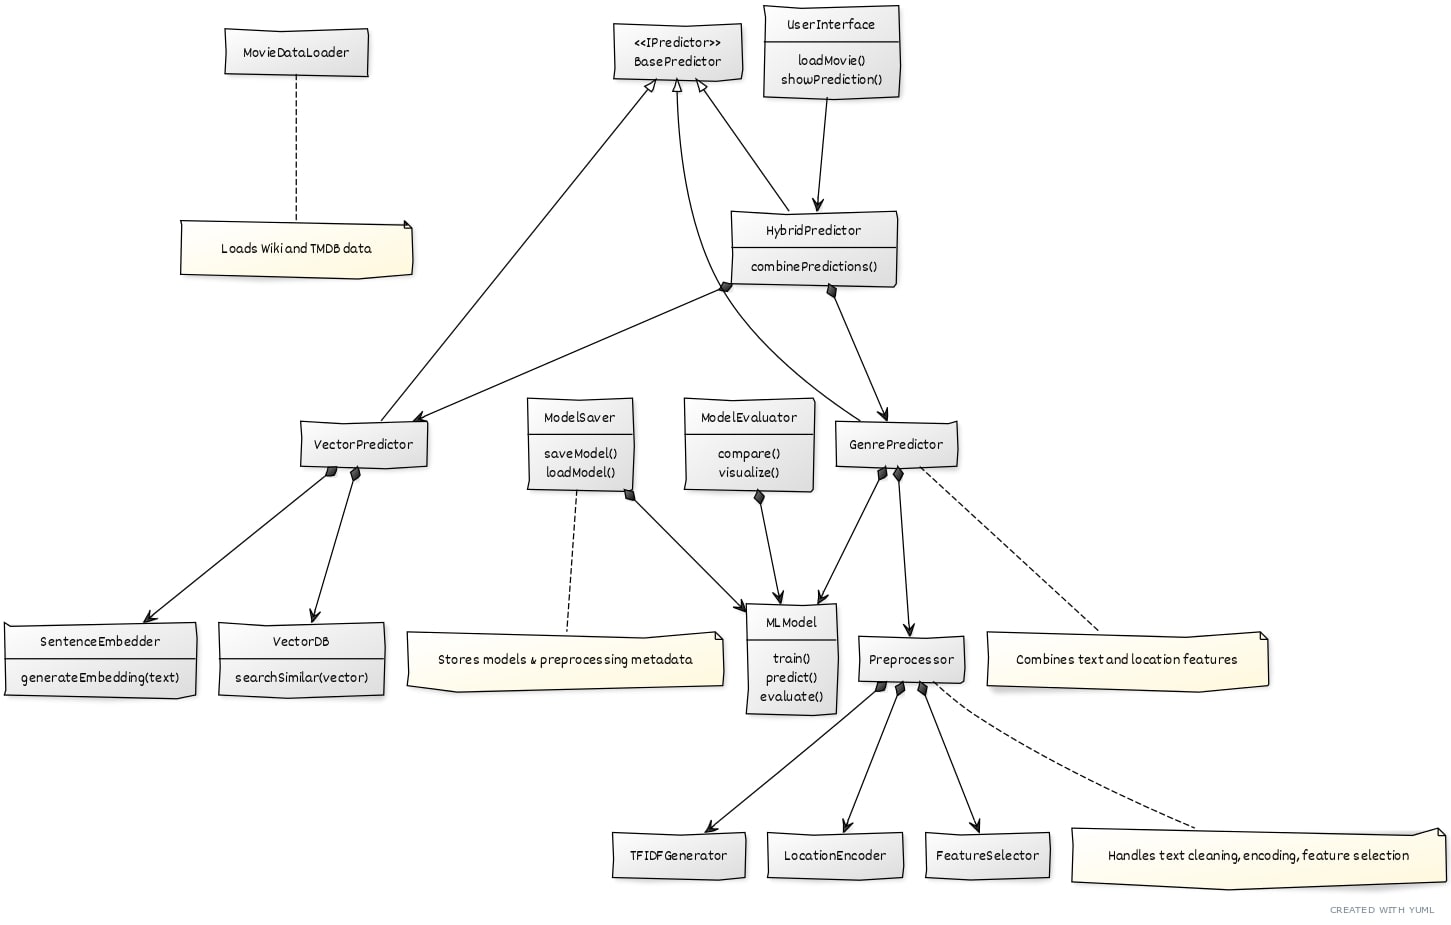 MovieDataLoader
<<IPredictor>>
BasePredictor
UserInterface
loadMovie()
showPrediction()
Loads Wiki and TMDB data
HybridPredictor
combinePredictions()
VectorPredictor
ModelSaver
saveModel()
loadModel()
ModelEvaluator
compare()
visualize()
GenrePredictor
SentenceEmbedder
generateEmbedding(text)
VectorDB
searchSimilar(vector)
Stores models & preprocessing metadata
MLModel
train()
predict()
evaluate()
Preprocessor
Combines text and location features
TFIDFGenerator
LocationEncoder
FeatureSelector
Handles text cleaning, encoding, feature selection
CREATED WITH YUML